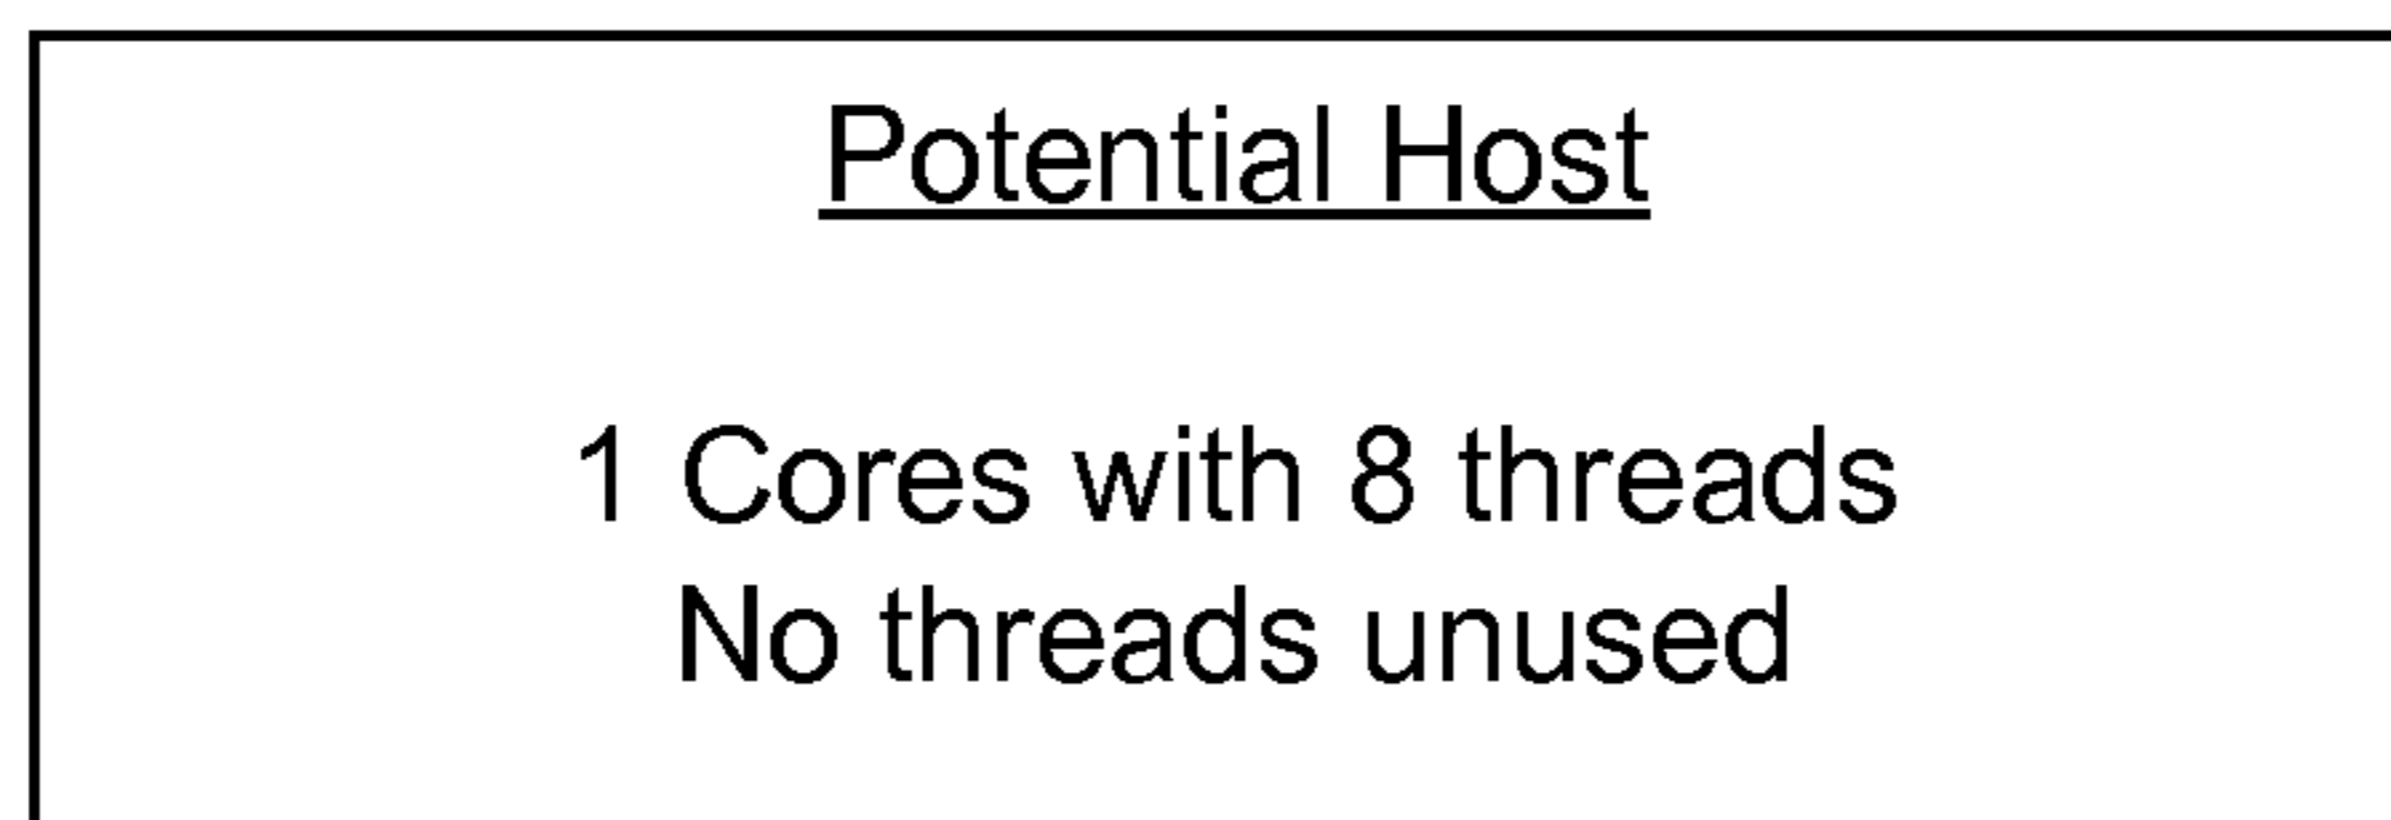 Potential Host
1 Cores with 8 threads
No threads unused